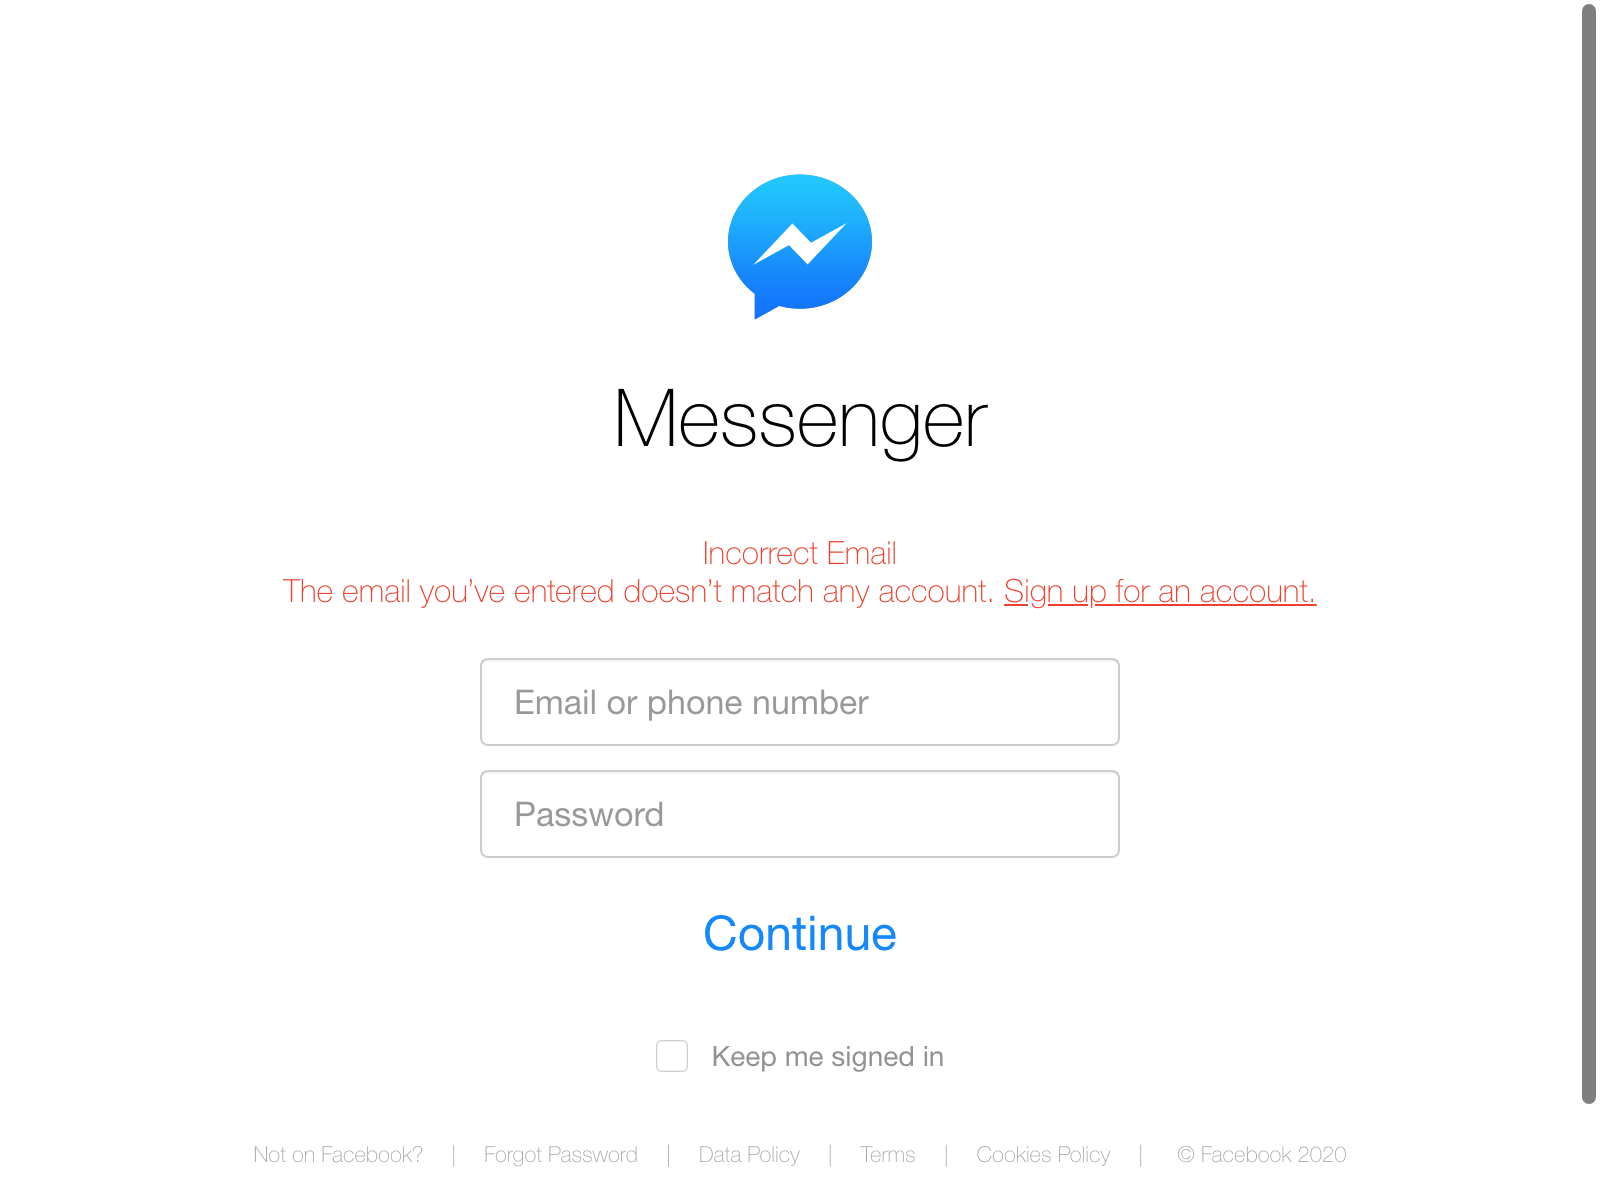 Messenger
Incorrect Email
The email you’ve entered doesn’t match any account. Sign up for an account.
Email or phone number
Password
Continue
Keep me signed in
Not on Facebook? | Forgot Password | Data Policy | Terms | Cookies Policy | © Facebook 2020